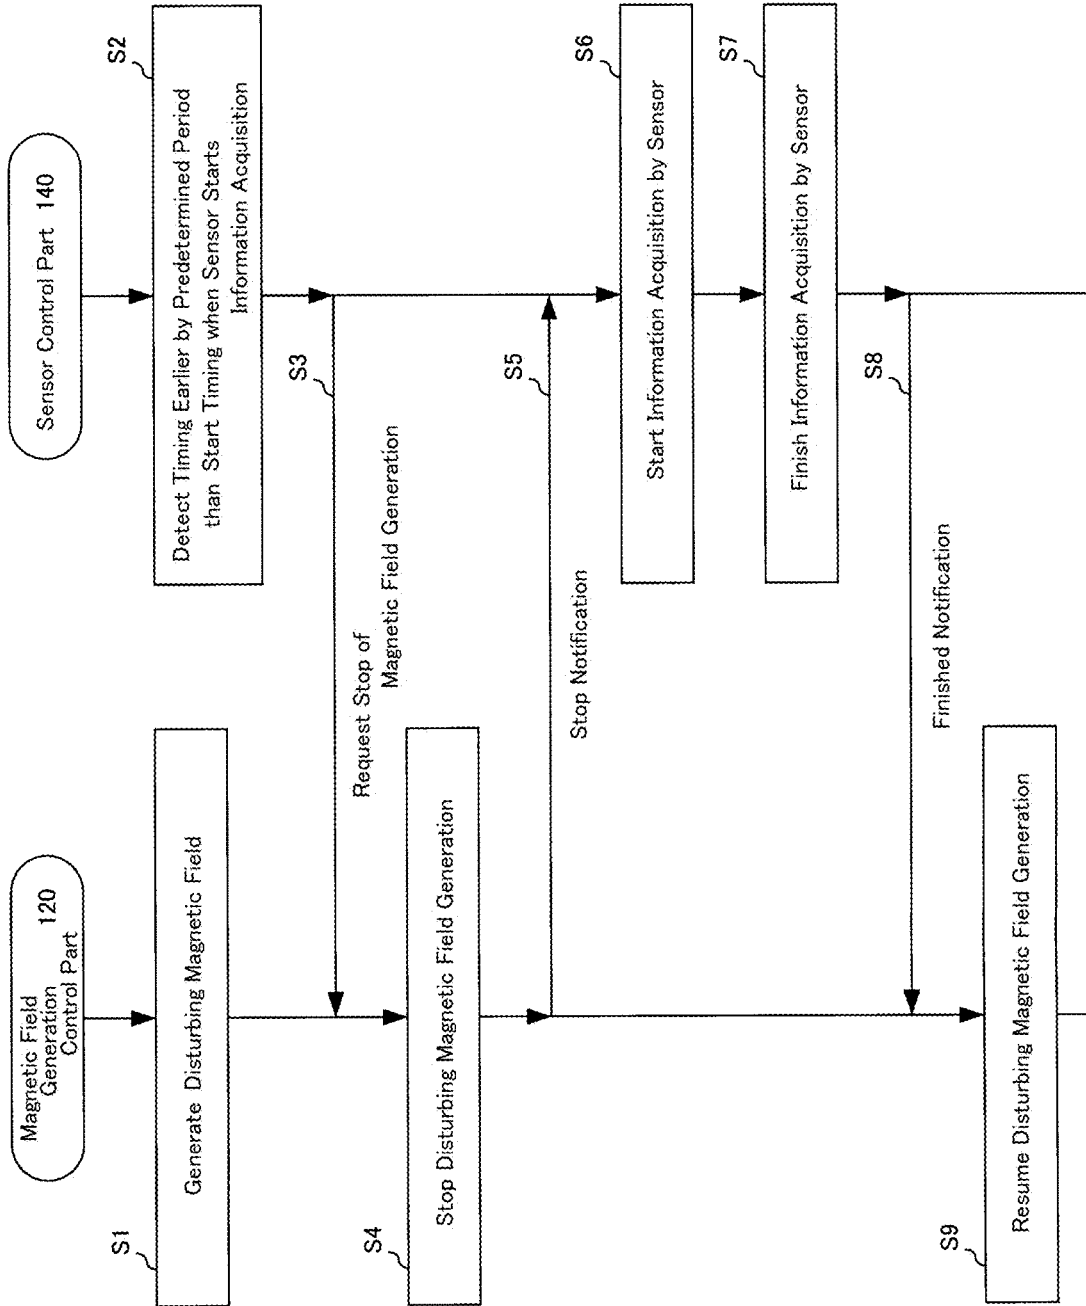 Magnetic Field
Generation 120
Control Part
Sensor Control Part 140
S1
Generate Disturbing Magnetic Field
S2
Detect Timing Earlier by Predetermined Period
than Start Timing when Sensor Starts
Information Acquisition
S3
Request Stop of
Magnetic Field Generation
S4
Stop Disturbing Magnetic Field Generation
S5
Stop Notification
S6
Start Information Acquisition by Sensor
S7
Finish Information Acquisition by Sensor
S8
Finished Notification
S9
Resume Disturbing Magnetic Field Generation